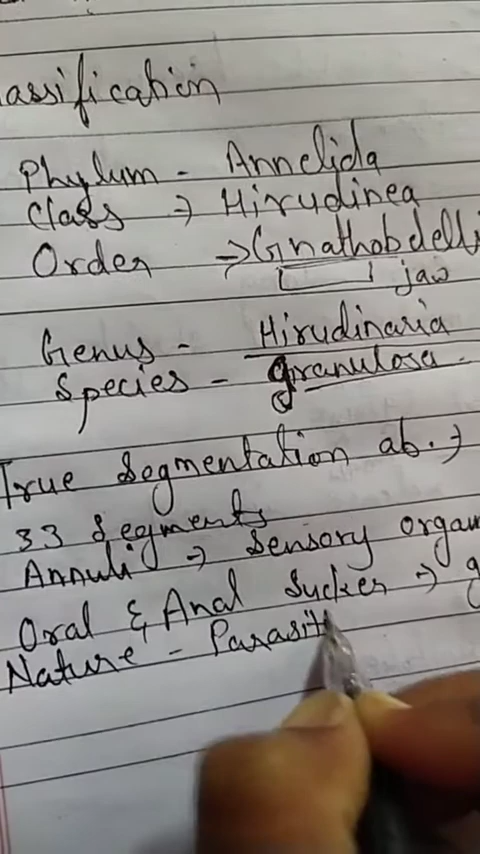 assification
Phylum - Annelida
Class → Hirudinea
Order → Gnathobdelli
jaw
Genus - Hirudinaria
Species - granulosa
True Segmentation ab. →
33 Segments
Annuli → Sensory organ
Oral & Anal Sucker → g
Nature - Parasit